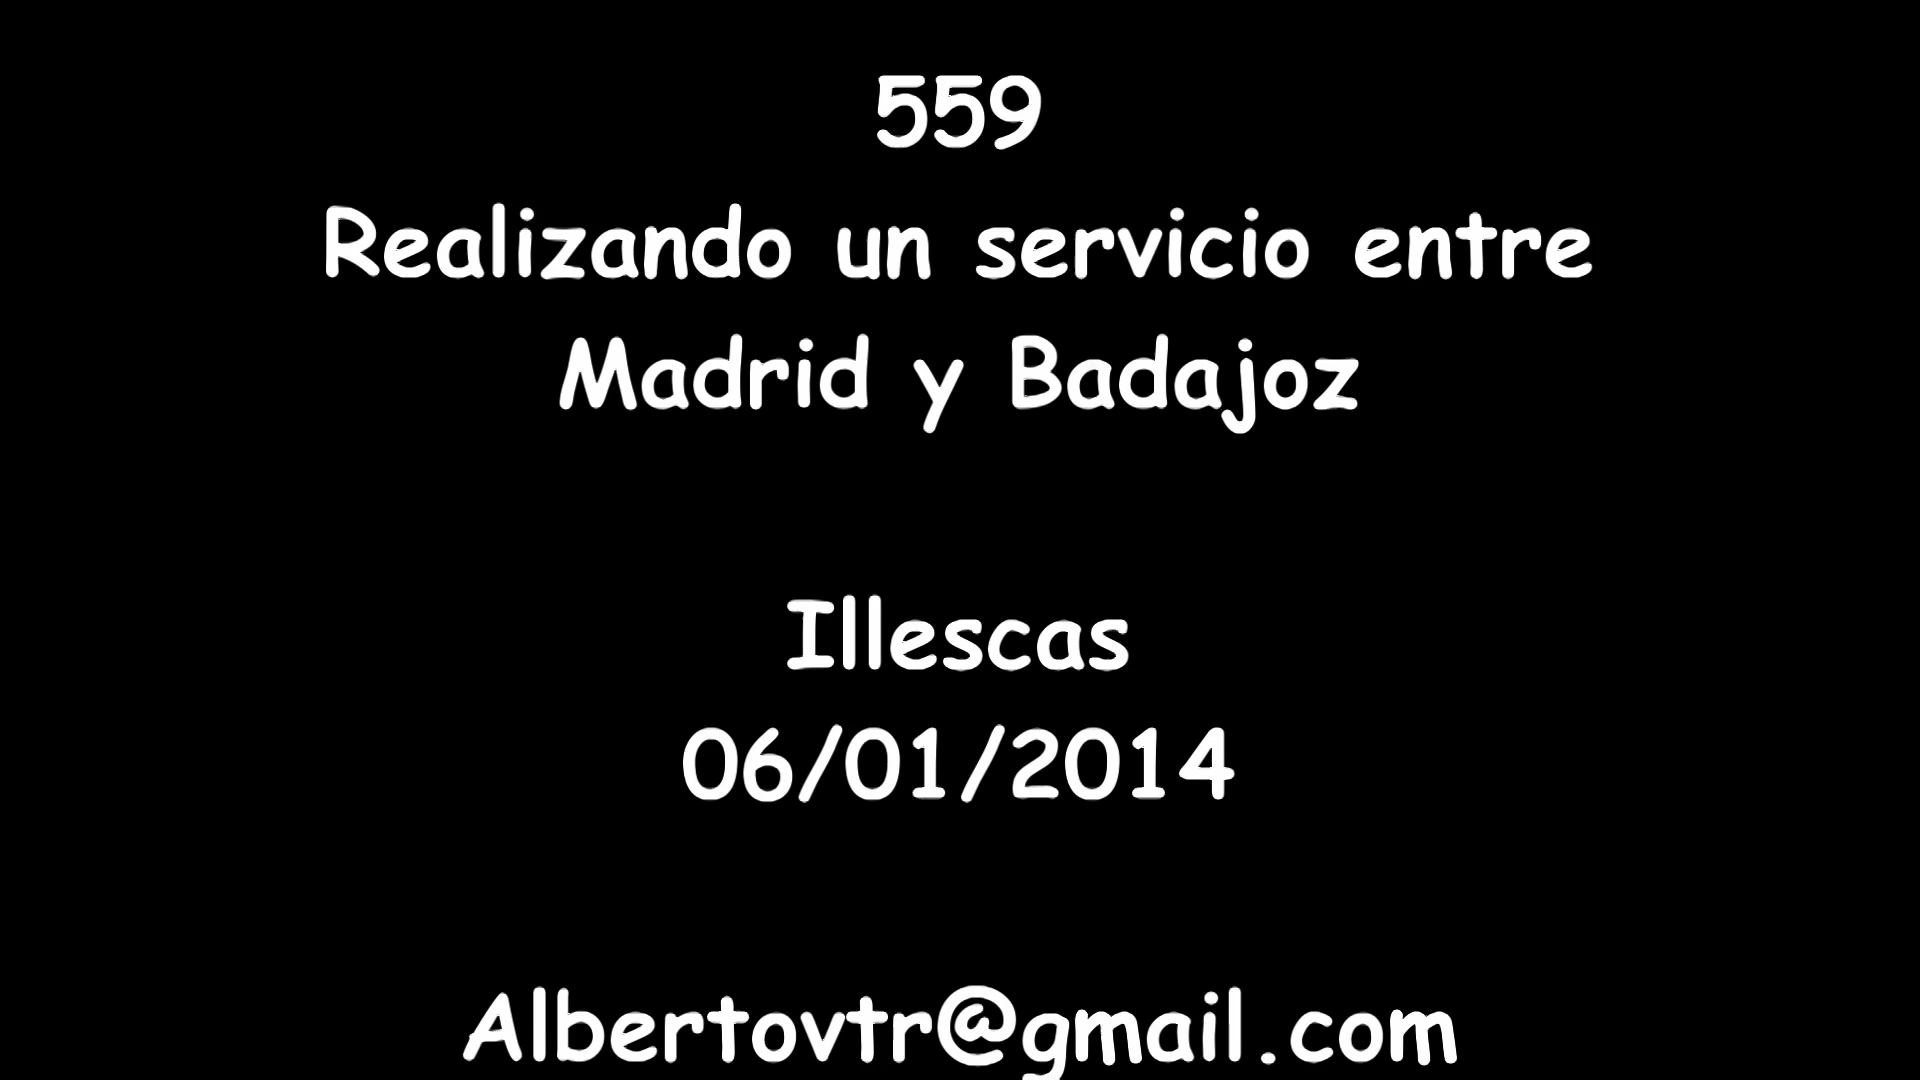 559
Realizando un servicio entre
Madrid y Badajoz
Illescas
06/01/2014
Albertovtr@gmail.com